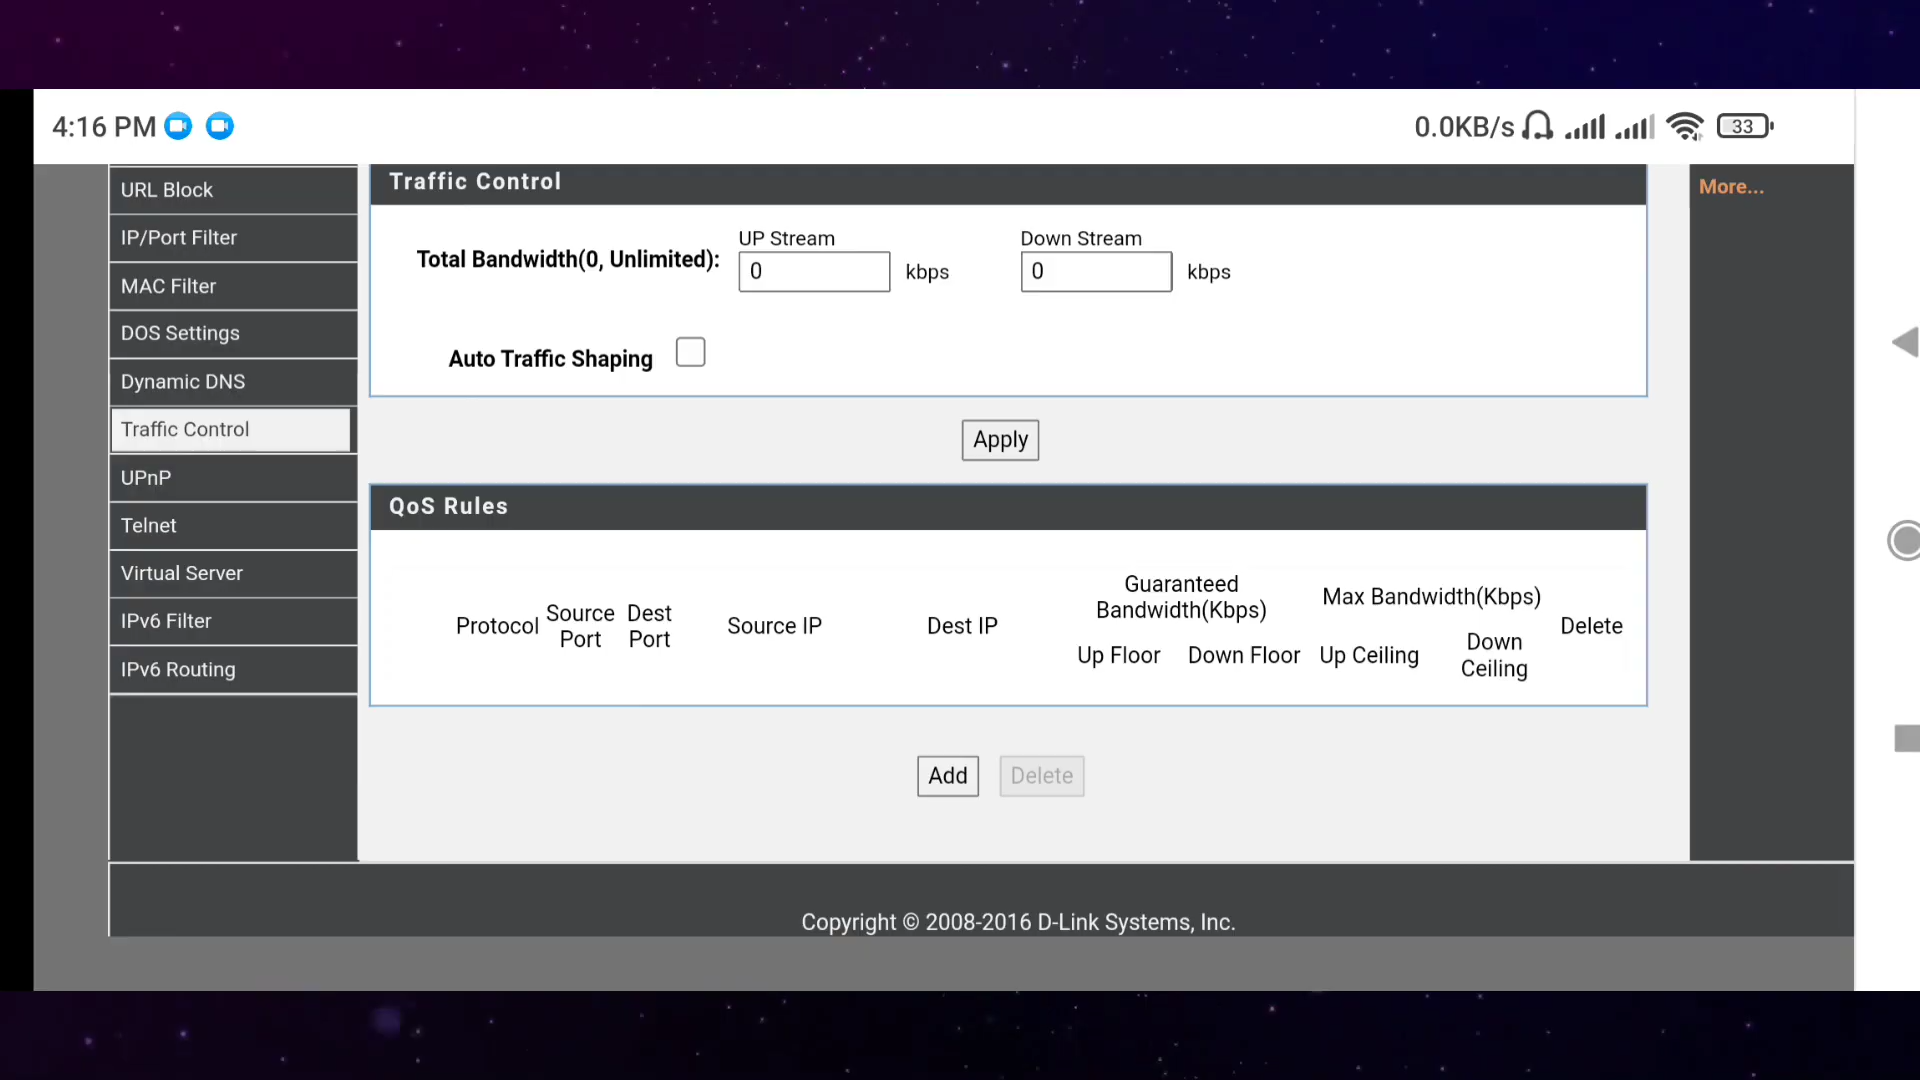 4:16 PM
0.0KB/s
33
URL Block
IP/Port Filter
MAC Filter
DOS Settings
Dynamic DNS
Traffic Control
UPnP
Telnet
Virtual Server
IPv6 Filter
IPv6 Routing
Traffic Control
UP Stream
Down Stream
Total Bandwidth(0, Unlimited):
0
kbps
0
kbps
Auto Traffic Shaping
Apply
QoS Rules
Protocol
Source
Port
Dest
Port
Source IP
Dest IP
Guaranteed
Bandwidth(Kbps)
Up Floor
Down Floor
Max Bandwidth(Kbps)
Up Ceiling
Down
Ceiling
Delete
Add
Delete
More...
Copyright © 2008-2016 D-Link Systems, Inc.